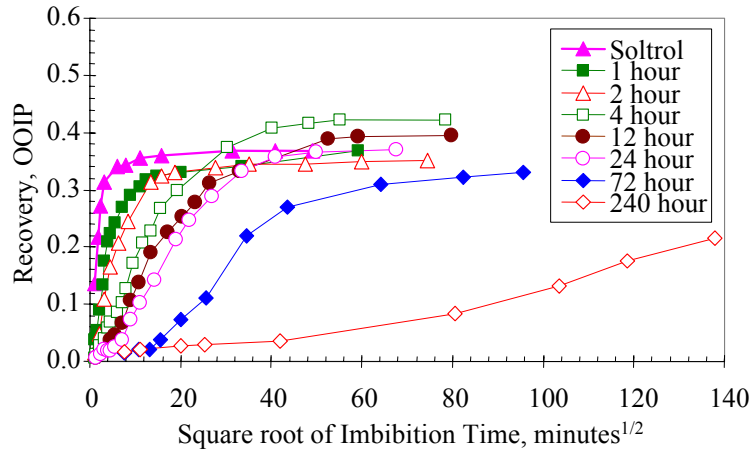 0.6
0.5
0.4
0.3
0.2
0.1
0.0
Recovery, OOIP
Soltrol
1 hour
2 hour
4 hour
12 hour
24 hour
72 hour
240 hour
0 20 40 60 80 100 120 140
Square root of Imbibition Time, minutes^1/2